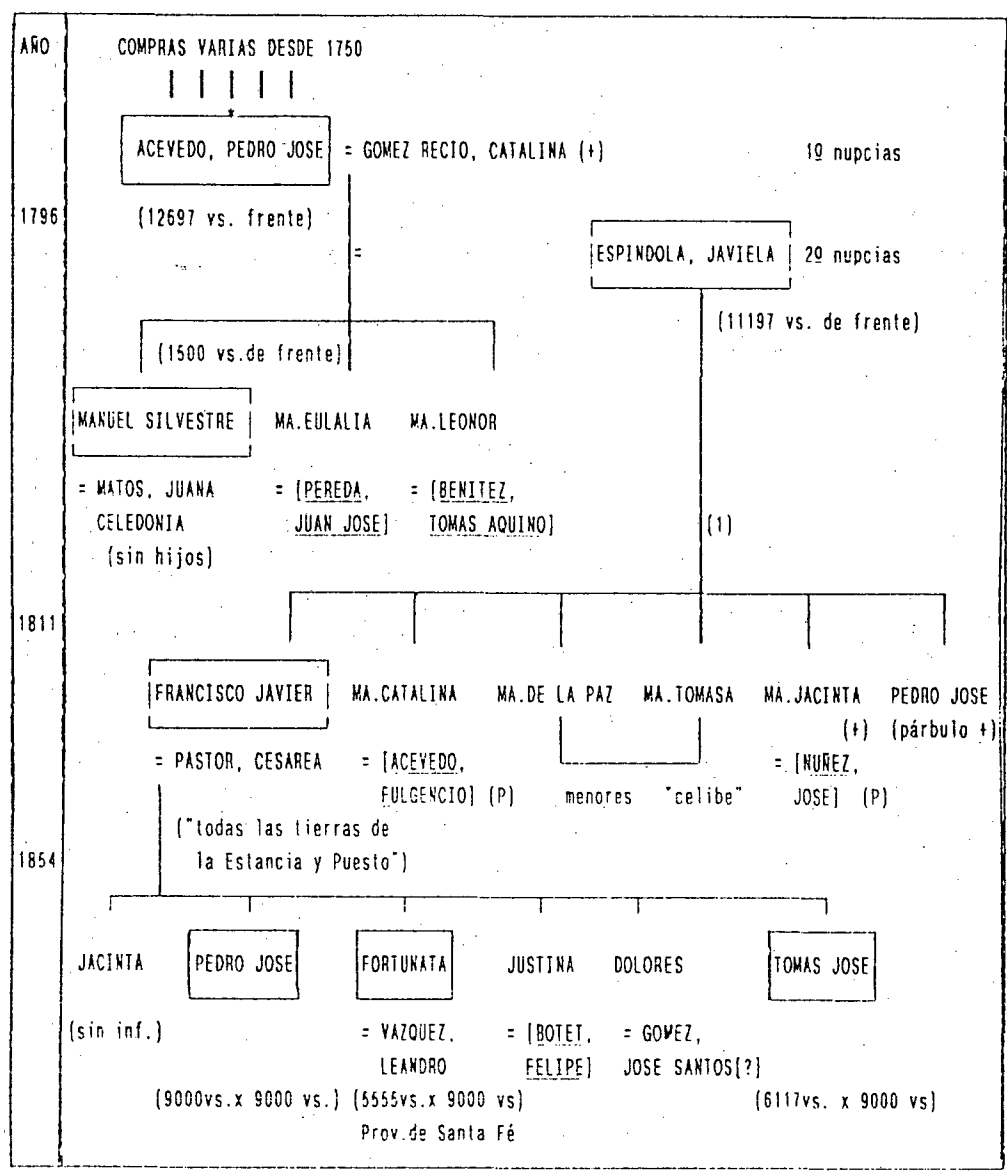 AÑO COMPRAS VARIAS DESDE 1750
ACEVEDO, PEDRO JOSE = GOMEZ RECIO, CATALINA (+) 1º nupcias
1796 (12697 vs. frente)
=
ESPINDOLA, JAVIELA 2º nupcias
(11197 vs. de frente)
(1500 vs.de frente)
MANUEL SILVESTRE MA.EULALIA MA.LEONOR
= MATOS, JUANA = [PEREDA, = [BENITEZ,
CELEDONIA JUAN JOSE] TOMAS AQUINO] (1)
(sin hijos)
1811
FRANCISCO JAVIER MA.CATALINA MA.DE LA PAZ MA.TOMASA MA.JACINTA PEDRO JOSE
(+) (párbulo +)
= PASTOR, CESAREA = [ACEVEDO, = [NUÑEZ,
FULGENCIO] (P) menores "celibe" JOSE] (P)
("todas las tierras de
1854 la Estancia y Puesto")
JACINTA PEDRO JOSE FORTUNATA JUSTINA DOLORES TOMAS JOSE
(sin inf.) = VAZQUEZ, = [BOTET, = GOMEZ,
LEANDRO FELIPE] JOSE SANTOS[?]
(9000vs.x 9000 vs.) (5555vs.x 9000 vs) (6117vs. x 9000 vs)
Prov.de Santa Fé